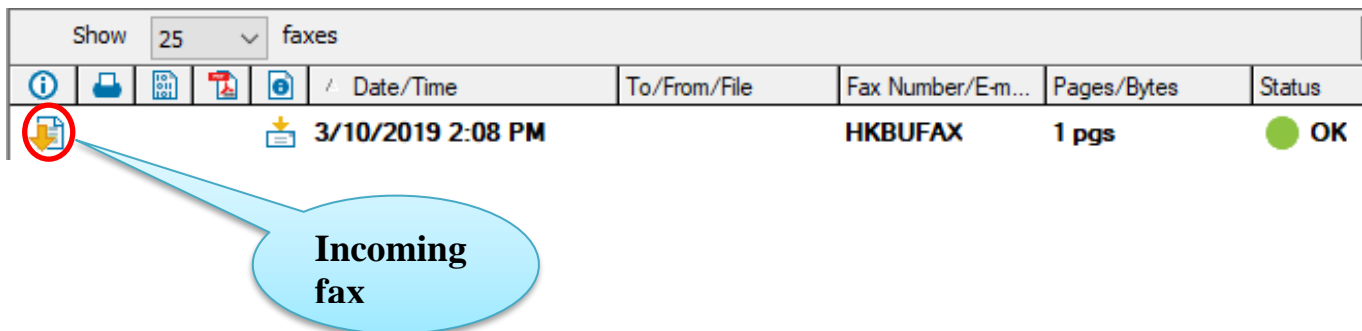 Show 25 faxes
Date/Time To/From/File Fax Number/E-m... Pages/Bytes Status
3/10/2019 2:08 PM HKBUFAX 1 pgs OK
Incoming
fax